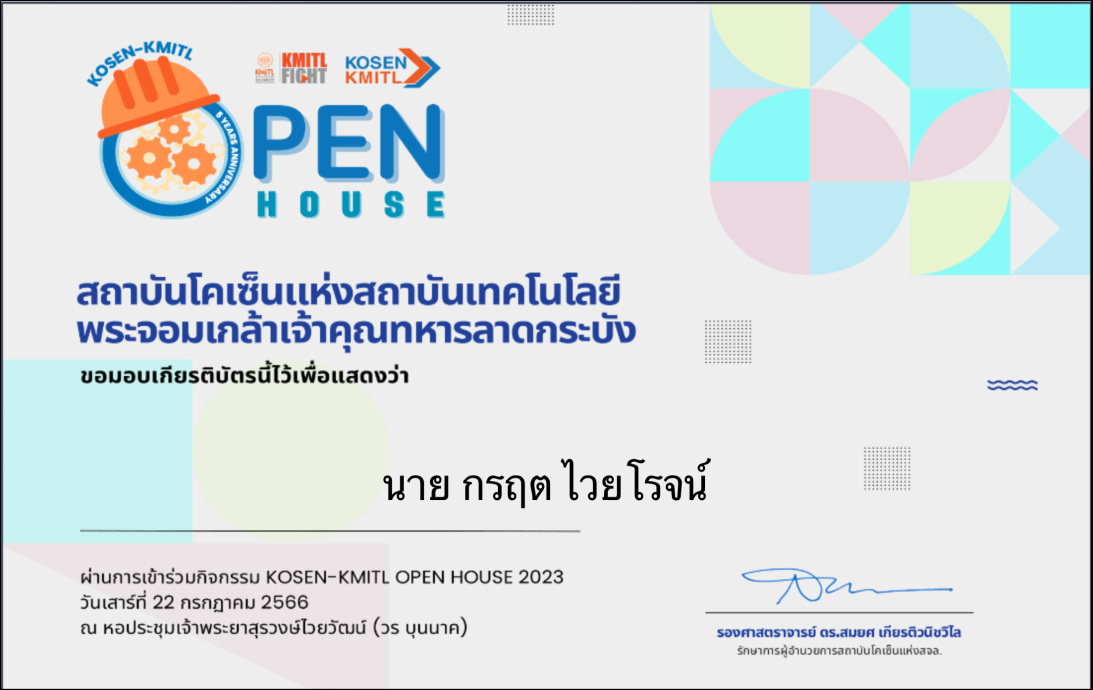 KOSEN-KMITL
5 YEARS ANNIVERSARY
KMITL
KMITL
FIGHT
KOSEN
KMITL
OPEN
HOUSE
สถาบันโคเซ็นแห่งสถาบันเทคโนโลยี
พระจอมเกล้าเจ้าคุณทหารลาดกระบัง
ขอมอบเกียรติบัตรนี้ไว้เพื่อแสดงว่า
นาย กรฤต ไวยโรจน์
ผ่านการเข้าร่วมกิจกรรม KOSEN-KMITL OPEN HOUSE 2023
วันเสาร์ที่ 22 กรกฎาคม 2566
ณ หอประชุมเจ้าพระยาสุรวงษ์ไวยวัฒน์ (วร บุนนาค)
รองศาสตราจารย์ ดร.สมยศ เกียรติวนิชวิไล
รักษาการผู้อำนวยการสถาบันโคเซ็นแห่งสจล.